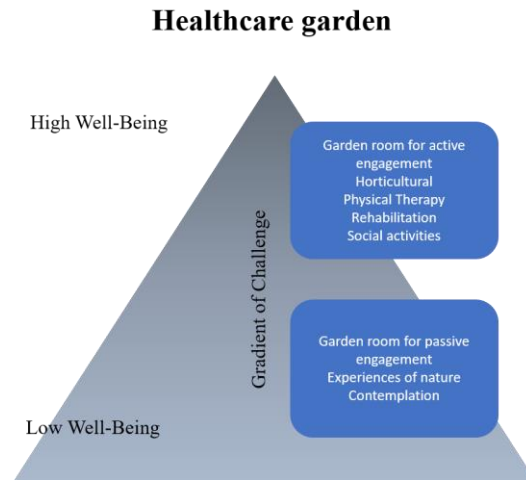 Healthcare garden
High Well-Being
Garden room for active
engagement
Horticultural
Physical Therapy
Rehabilitation
Social activities
Gradient of Challenge
Garden room for passive
engagement
Experiences of nature
Contemplation
Low Well-Being